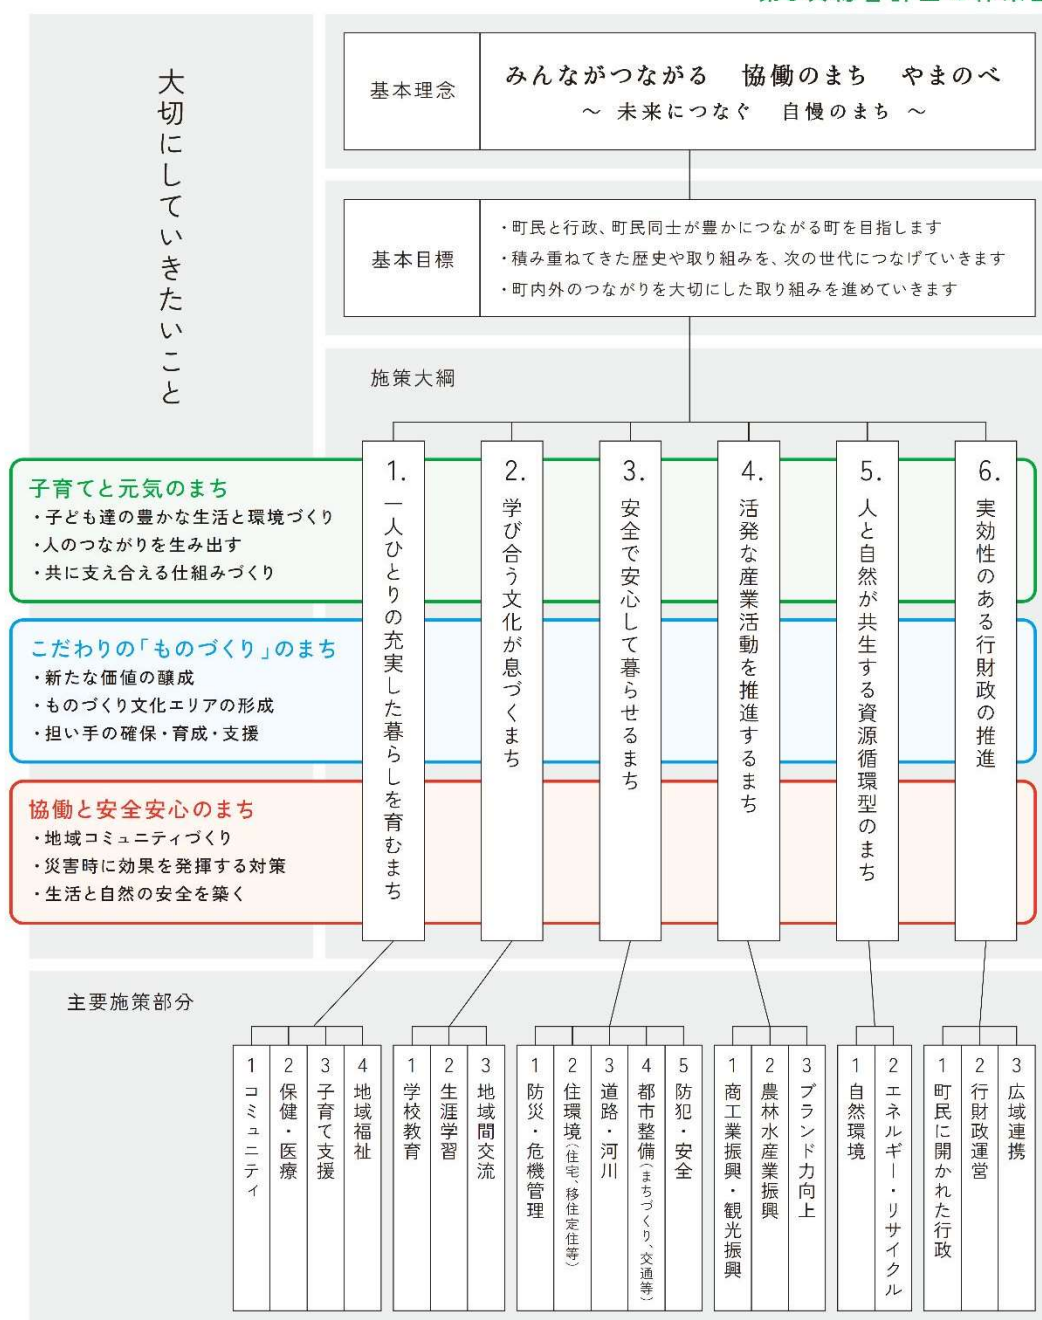 大切にしていきたいこと
基本理念
みんながつながる 協働のまち やまのべ
～ 未来につなぐ 自慢のまち ～
基本目標
・町民と行政、町民同士が豊かにつながる町を目指します
・積み重ねてきた歴史や取り組みを、次の世代につなげていきます
・町内外のつながりを大切にした取り組みを進めていきます
施策大綱
子育てと元気のまち
・子ども達の豊かな生活と環境づくり
・人のつながりを生み出す
・共に支え合える仕組みづくり
こだわりの「ものづくり」のまち
・新たな価値の醸成
・ものづくり文化エリアの形成
・担い手の確保・育成・支援
協働と安全安心のまち
・地域コミュニティづくり
・災害時に効果を発揮する対策
・生活と自然の安全を築く
1. 一人ひとりの充実した暮らしを育むまち
2. 学び合う文化が息づくまち
3. 安全で安心して暮らせるまち
4. 活発な産業活動を推進するまち
5. 人と自然が共生する資源循環型のまち
6. 実効性のある行財政の推進
主要施策部分
1 コミュニティ
2 保健・医療
3 子育て支援
4 地域福祉
1 学校教育
2 生涯学習
3 地域間交流
1 防災・危機管理
2 住環境(住宅、移住定住等)
3 道路・河川
4 都市整備(まちづくり、交通等)
5 防犯・安全
1 商工業振興・観光振興
2 農林水産業振興
3 ブランド力向上
1 自然環境
2 エネルギー・リサイクル
1 町民に開かれた行政
2 行財政運営
3 広域連携